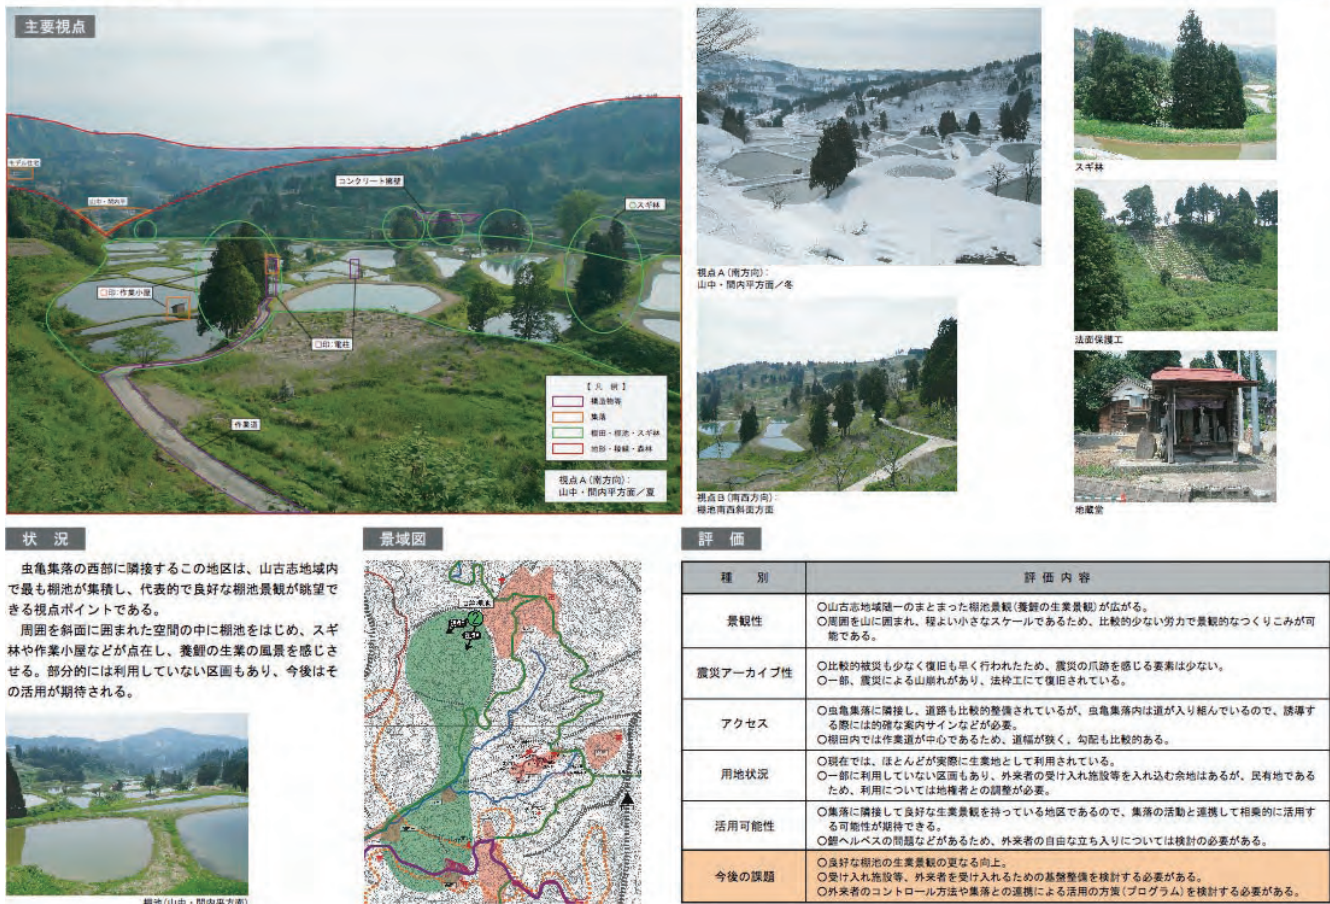 主要視点
モデル住宅
山中・間内平
コンクリート擁壁
○スギ林
□印:作業小屋
□印:電柱
作業道
【凡例】
構造物等
集落
棚田・棚池・スギ林
地形・稜線・森林
視点A(南方向):
山中・間内平方面/夏
視点A(南方向):
山中・間内平方面/冬
視点B(南西方向):
棚池南西斜面方面
スギ林
法面保護工
地蔵堂
状 況
虫亀集落の西部に隣接するこの地区は、山古志地域内
で最も棚池が集積し、代表的で良好な棚池景観が眺望で
きる視点ポイントである。
周囲を斜面に囲まれた空間の中に棚池をはじめ、スギ
林や作業小屋などが点在し、養鯉の生業の風景を感じさ
せる。部分的には利用していない区画もあり、今後はそ
の活用が期待される。
棚池(山中・間内平方面)
景域図
②
評 価
種 別
評 価 内 容
景観性
○山古志地域随一のまとまった棚池景観(養鯉の生業景観)が広がる。
○周囲を山に囲まれ、程よい小さなスケールであるため、比較的少ない労力で景観的なつくりこみが可
能である。
震災アーカイブ性
○比較的被災も少なく復旧も早く行われたため、震災の爪跡を感じる要素は少ない。
○一部、震災による山崩れがあり、法枠工にて復旧されている。
アクセス
○虫亀集落に隣接し、道路も比較的整備されているが、虫亀集落内は道が入り組んでいるので、誘導す
る際には的確な案内サインなどが必要。
○棚田内では作業道が中心であるため、道幅が狭く、勾配も比較的ある。
用地状況
○現在では、ほとんどが実際に生業地として利用されている。
○一部に利用していない区画もあり、外来者の受け入れ施設等を入れ込む余地はあるが、民有地である
ため、利用については地権者との調整が必要。
活用可能性
○集落に隣接して良好な生業景観を持っている地区であるので、集落の活動と連携して相乗的に活用す
る可能性が期待できる。
○鯉ヘルペスの問題などがあるため、外来者の自由な立ち入りについては検討の必要がある。
今後の課題
○良好な棚池の生業景観の更なる向上。
○受け入れ施設等、外来者を受け入れるための基盤整備を検討する必要がある。
○外来者のコントロール方法や集落との連携による活用の方策(プログラム)を検討する必要がある。